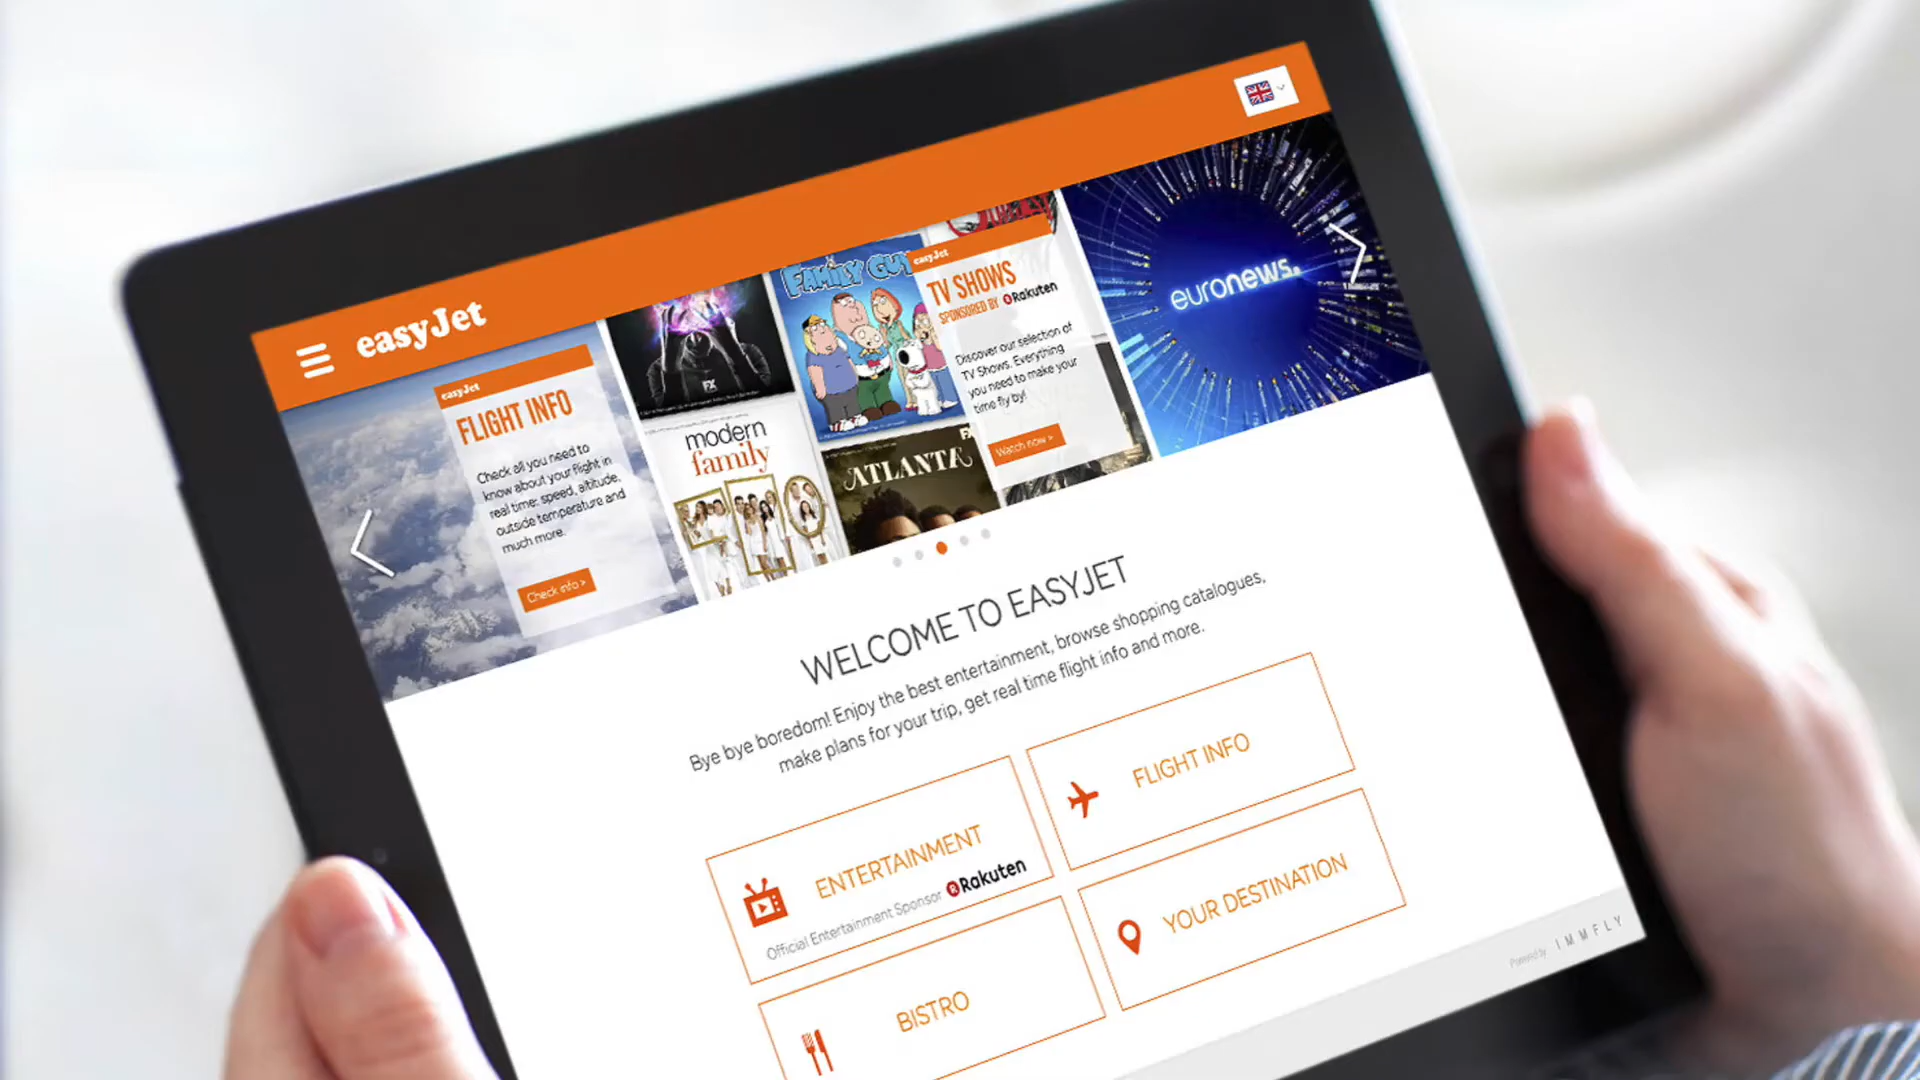 easyJet
easyJet
FLIGHT INFO
Check all you need to
know about your flight in
real time: speed, altitude,
outside temperature and
much more.
Check info >
FX
modern
family
FAMILY GUY
ATLANTA
FX
easyJet
TV SHOWS
SPONSORED BY Rakuten
Discover our selection of
TV Shows. Everything
you need to make your
time fly by!
Watch now >
euronews.
WELCOME TO EASYJET
Bye bye boredom! Enjoy the best entertainment, browse shopping catalogues,
make plans for your trip, get real time flight info and more.
ENTERTAINMENT
Official Entertainment Sponsor R Rakuten
FLIGHT INFO
BISTRO
YOUR DESTINATION
Powered by IMMFLY